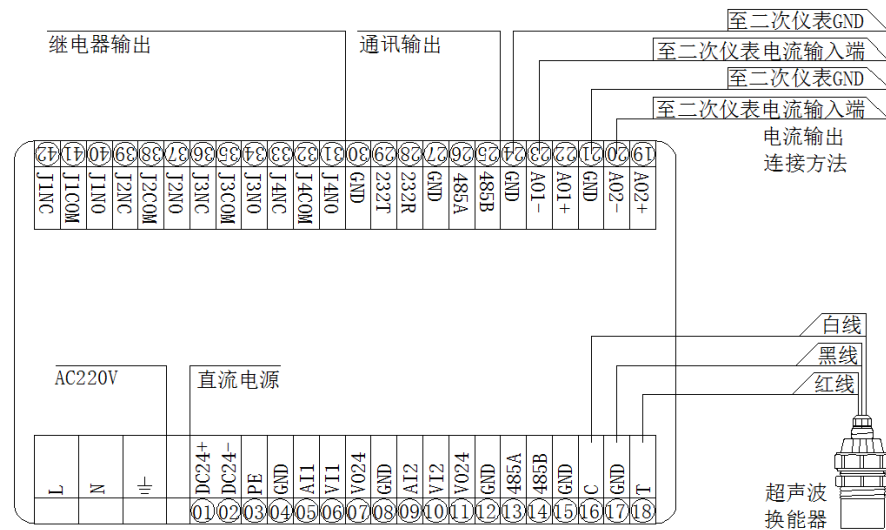 至二次仪表GND
继电器输出
通讯输出
至二次仪表电流输入端
至二次仪表GND
至二次仪表电流输入端
电流输出
连接方法
42 41 40 39 38 37 36 35 34 33 32 31 30 29 28 27 26 25 24 23 22 21 20 19
J1NC J1COM J1NO J2NC J2COM J2NO J3NC J3COM J3NO J4NC J4COM J4NO GND 232T 232R GND 485A 485B GND A01- A01+ GND A02- A02+
白线
黑线
红线
AC220V
直流电源
L N DC24+ DC24- PE GND AI1 VI1 VO24 GND AI2 VI2 VO24 GND 485A 485B GND C GND T
01 02 03 04 05 06 07 08 09 10 11 12 13 14 15 16 17 18
超声波
换能器